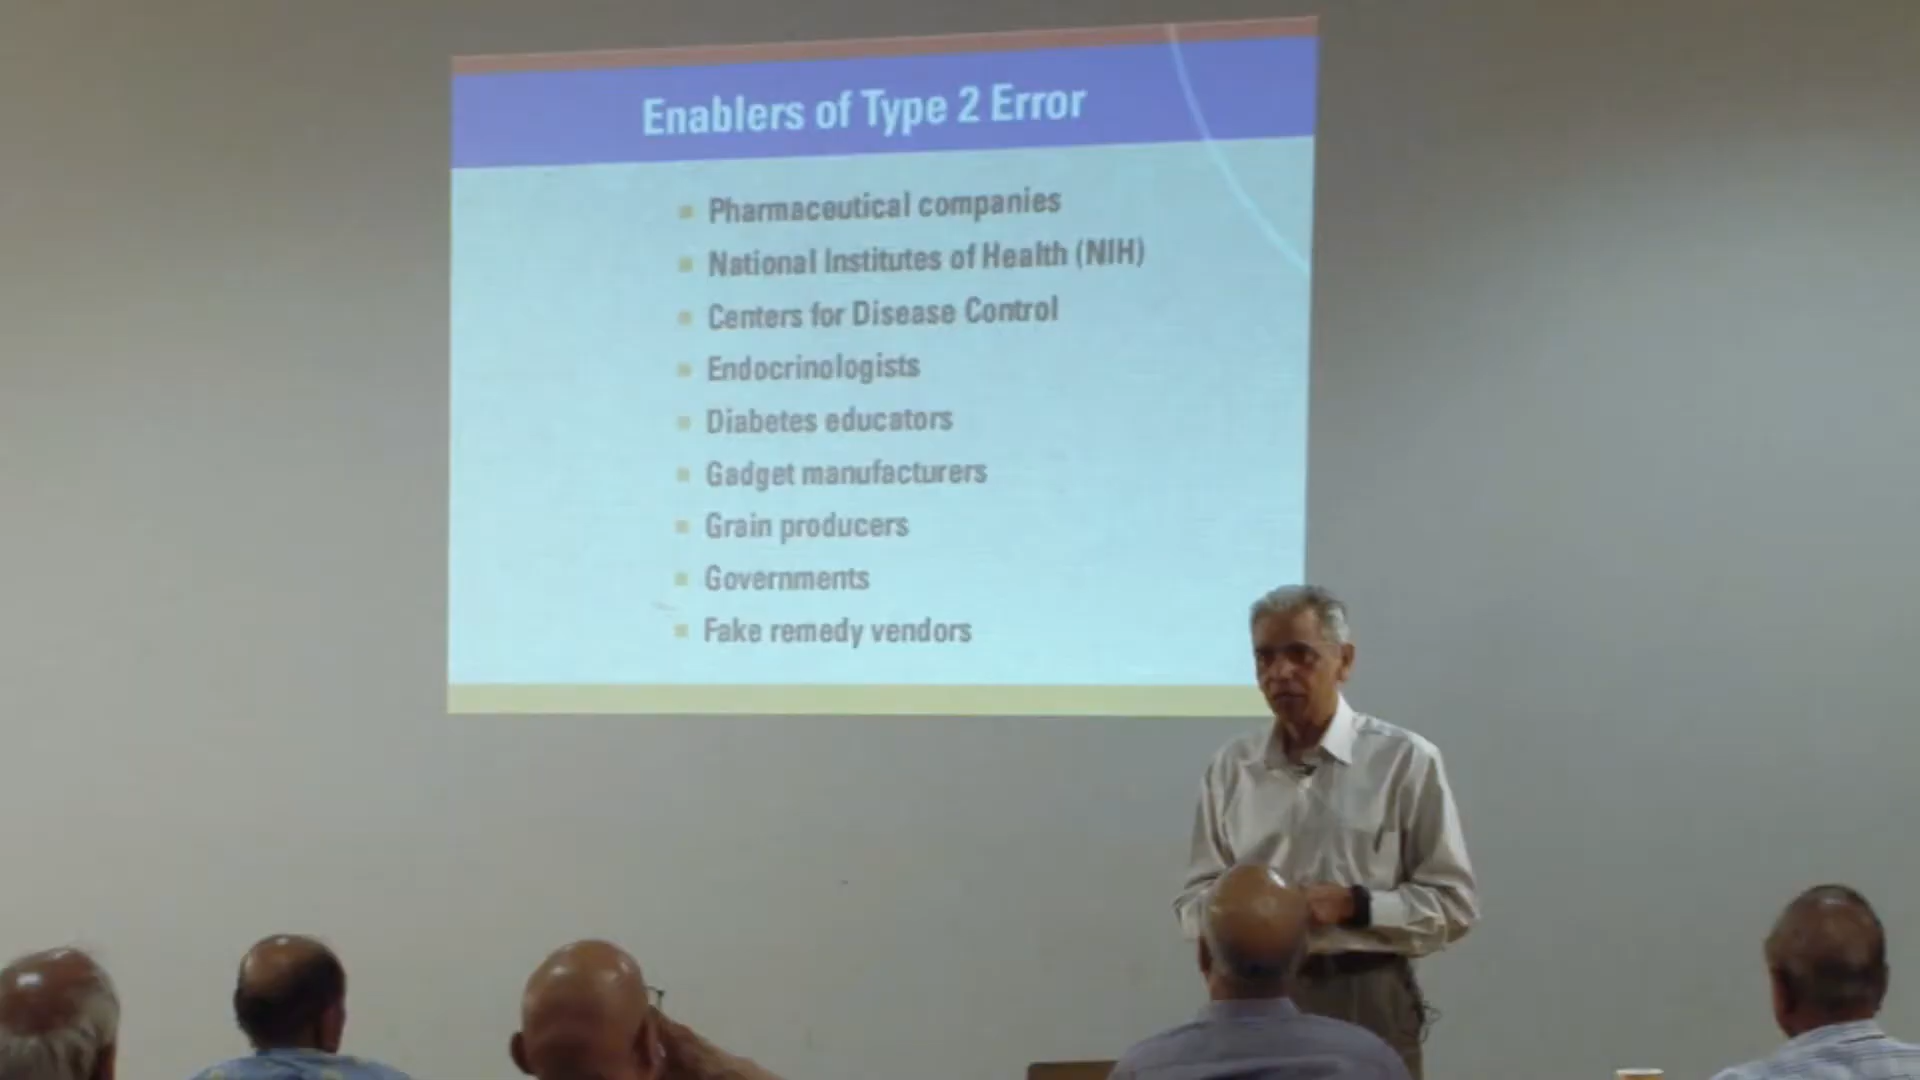 Enablers of Type 2 Error
Pharmaceutical companies
National Institutes of Health (NIH)
Centers for Disease Control
Endocrinologists
Diabetes educators
Gadget manufacturers
Grain producers
Governments
Fake remedy vendors